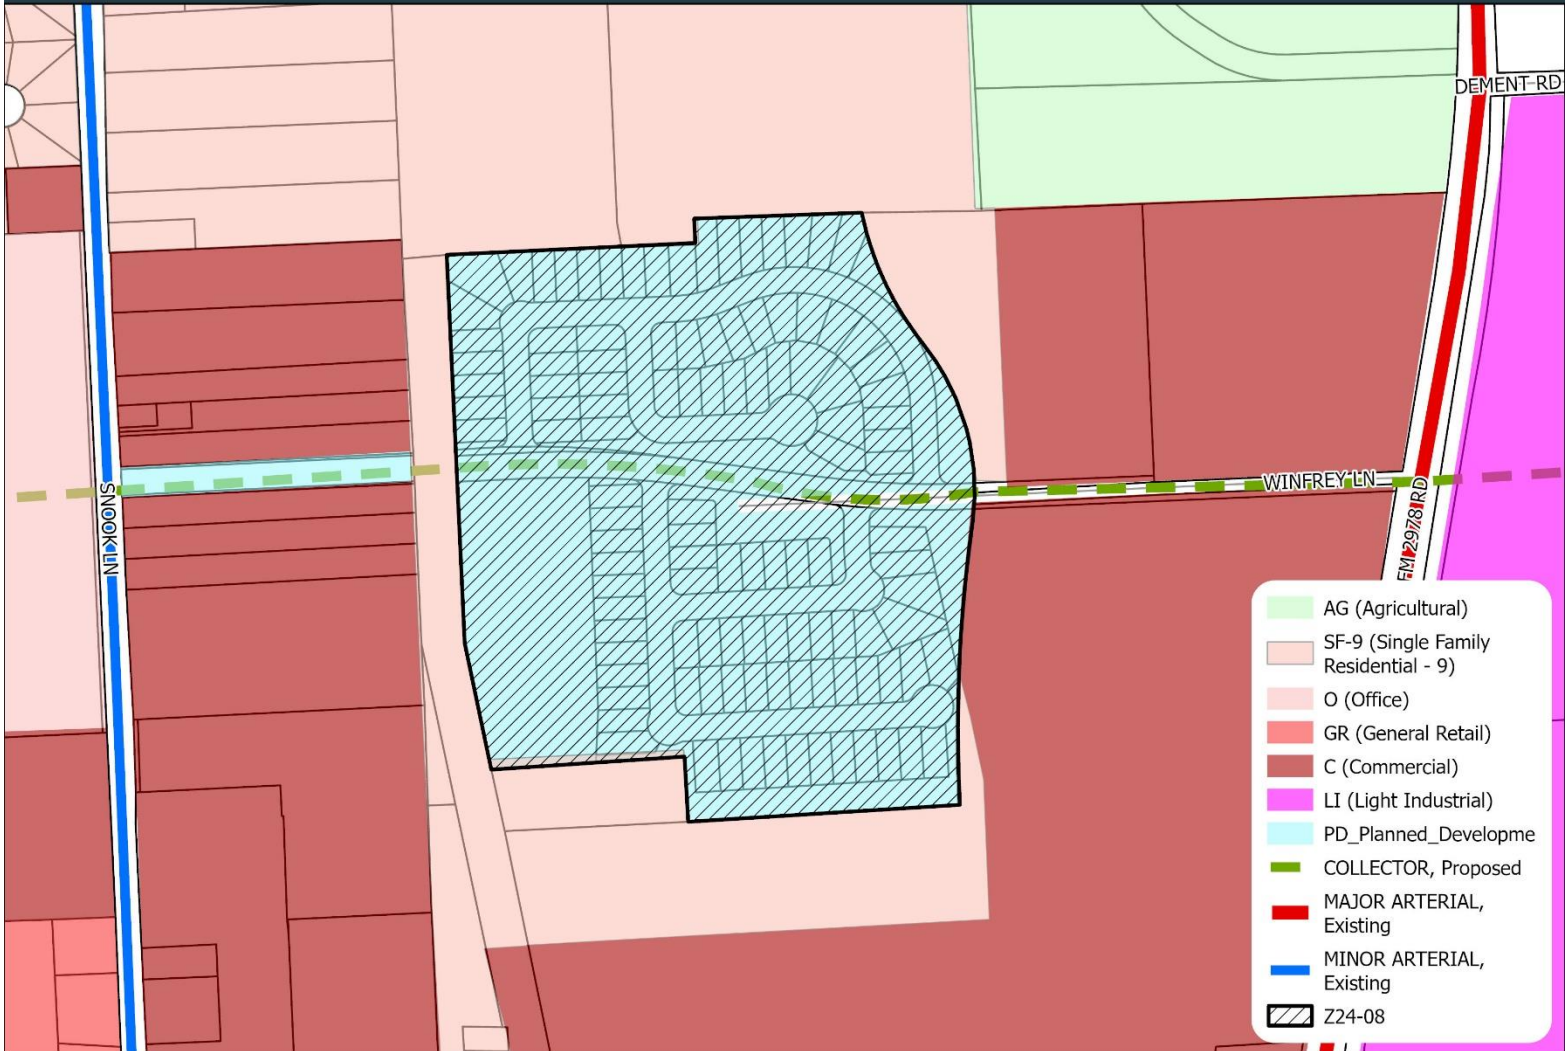 DEMENT RD
SNOOK LN
WINFREY LN
FM 2978 RD
AG (Agricultural)
SF-9 (Single Family
Residential - 9)
O (Office)
GR (General Retail)
C (Commercial)
LI (Light Industrial)
PD_Planned_Developme
COLLECTOR, Proposed
MAJOR ARTERIAL,
Existing
MINOR ARTERIAL,
Existing
Z24-08